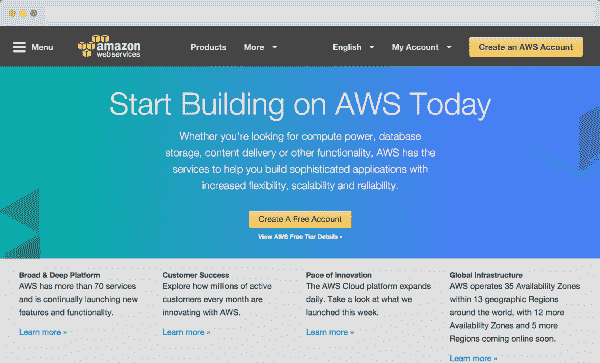 Menu
amazon
webservices
Products
More
English
My Account
Create an AWS Account
Start Building on AWS Today
Whether you're looking for compute power, database
storage, content delivery or other functionality, AWS has the
services to help you build sophisticated applications with
increased flexibility, scalability and reliability.
Create A Free Account
View AWS Free Tier Details »
Broad & Deep Platform
AWS has more than 70 services
and is continually launching new
features and functionality.
Learn more »
Customer Success
Explore how millions of active
customers every month are
innovating with AWS.
Learn more »
Pace of Innovation
The AWS Cloud platform expands
daily. Take a look at what we
launched this week.
Learn more »
Global Infrastructure
AWS operates 35 Availability Zones
within 13 geographic Regions
around the world, with 12 more
Availability Zones and 5 more
Regions coming online soon.
Learn more »